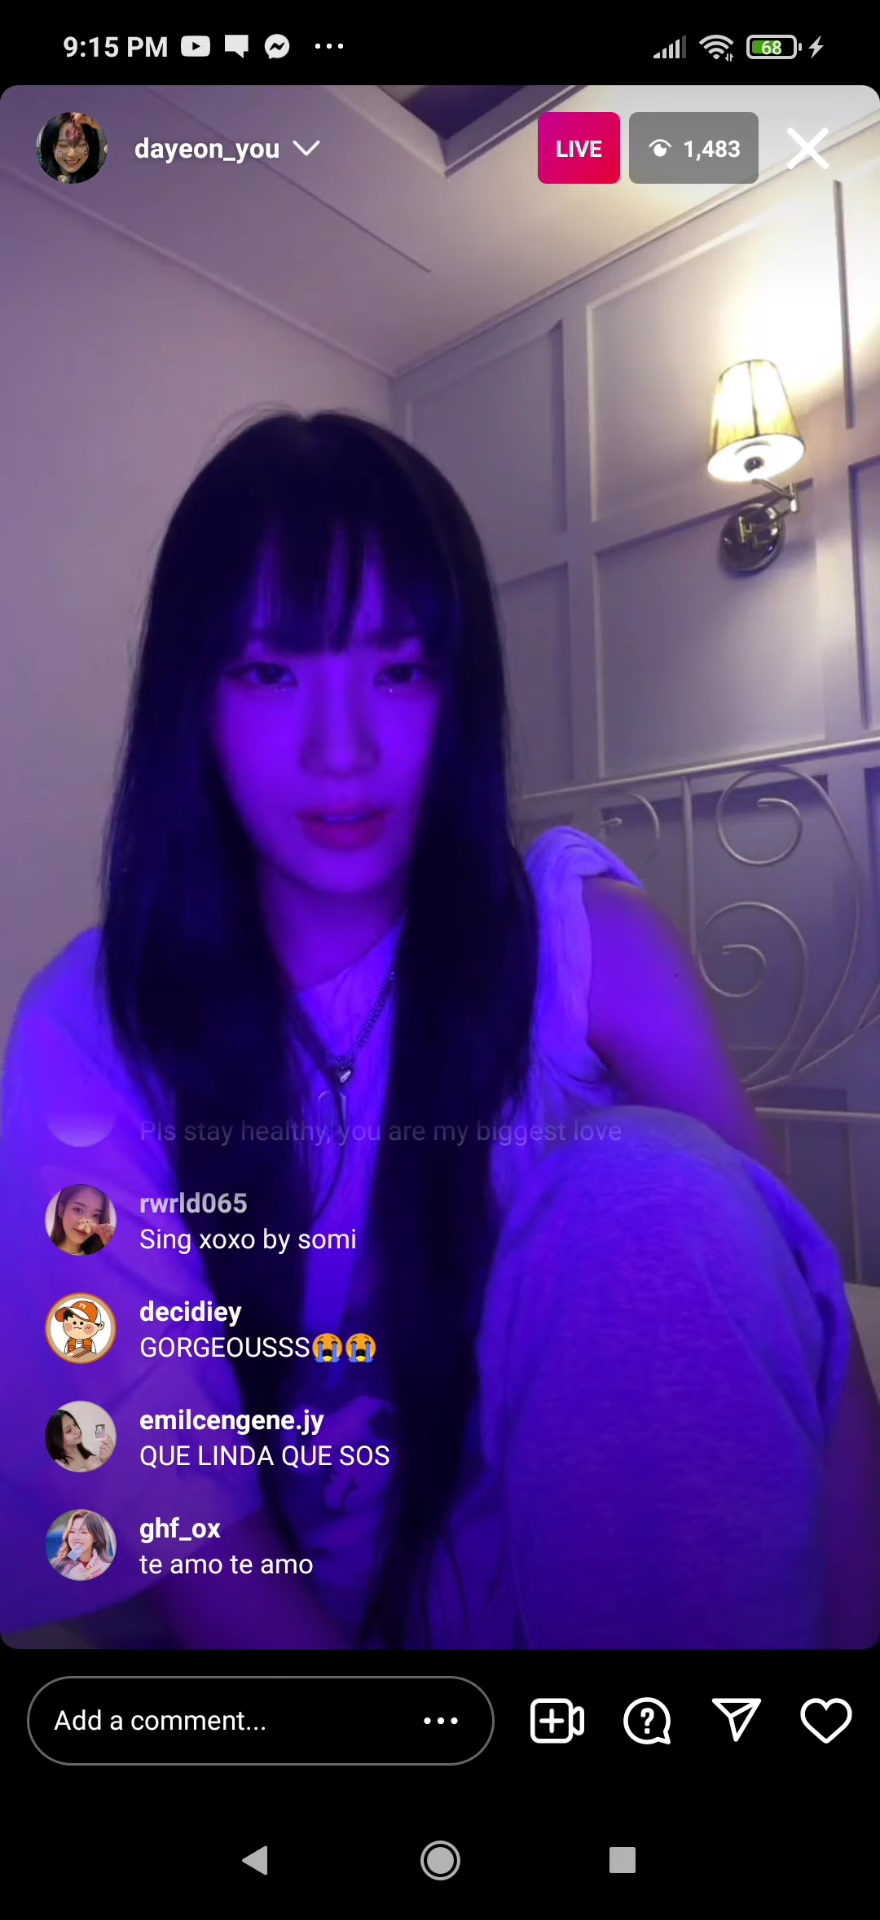 9:15 PM
68
dayeon_you
LIVE
1,483
Pls stay healthy, you are my biggest love
rwrld065
Sing xoxo by somi
decidiey
GORGEOUSSS😭😭
emilcengene.jy
QUE LINDA QUE SOS
ghf_ox
te amo te amo
Add a comment...